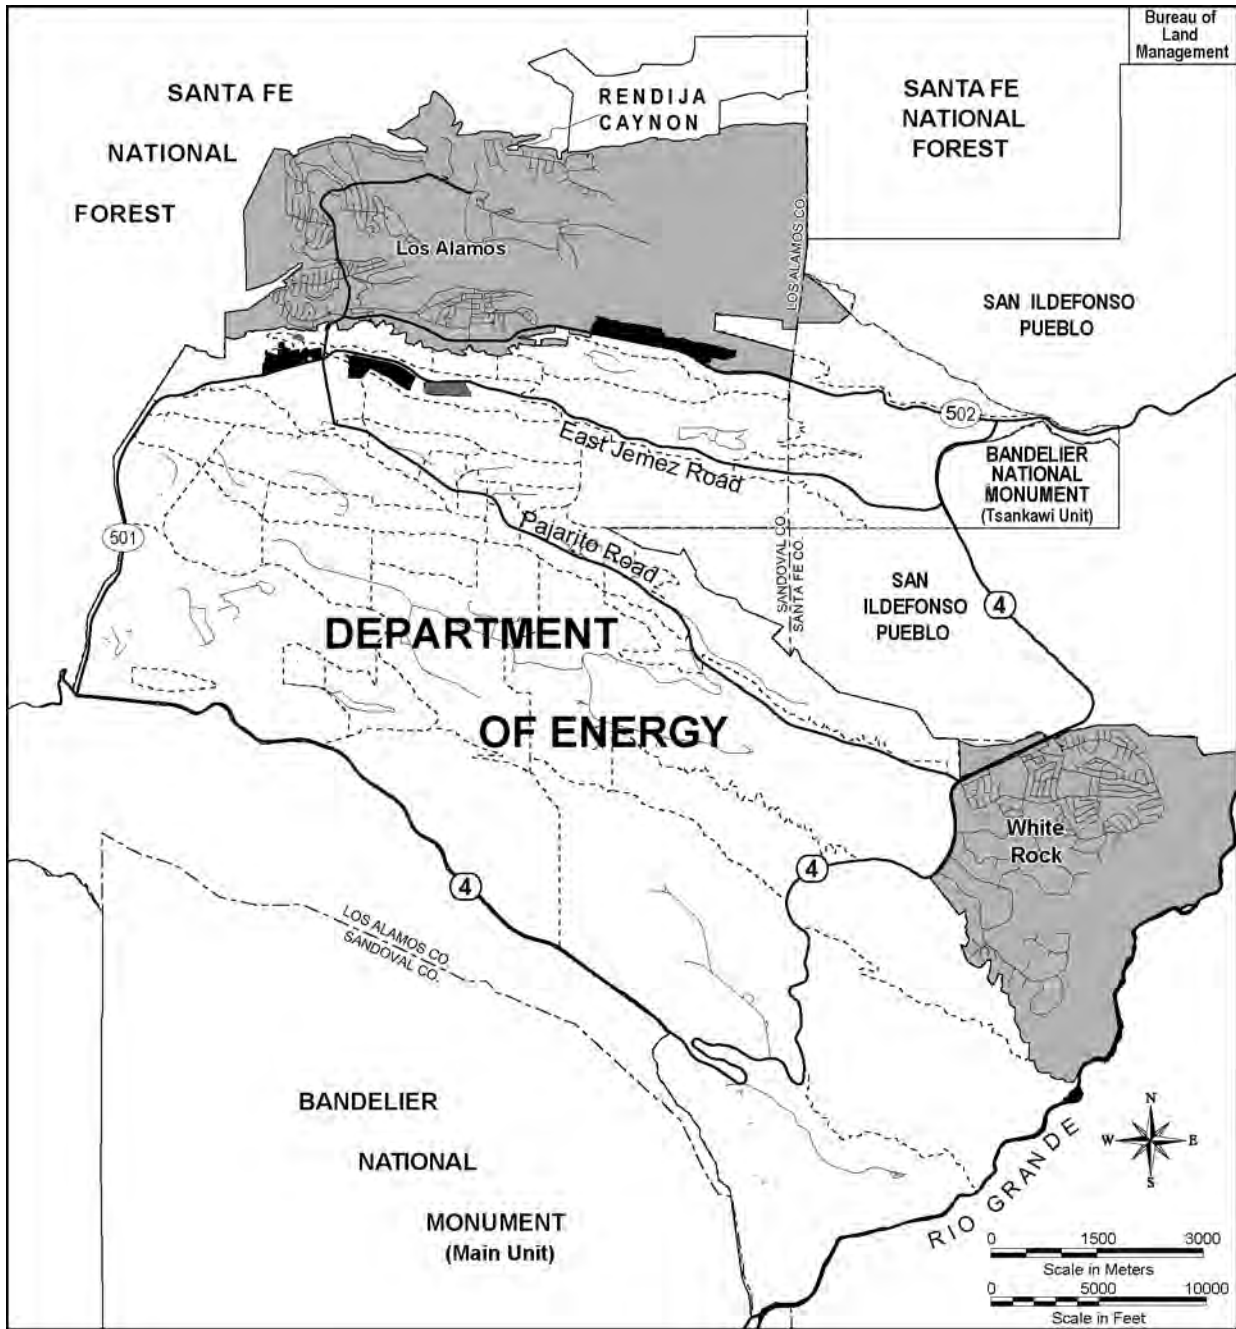 Bureau of
Land
Management
SANTA FE
NATIONAL
FOREST
RENDIJA
CAYNON
SANTA FE
NATIONAL
FOREST
LOS ALAMOS CO.
Los Alamos
SAN ILDEFONSO
PUEBLO
502
East Jemez Road
BANDELIER
NATIONAL
MONUMENT
(Tsankawi Unit)
501
Pajarito Road
SANDOVAL CO.
SANTA FE CO.
SAN
ILDEFONSO
PUEBLO
4
DEPARTMENT
OF ENERGY
White
Rock
4
4
LOS ALAMOS CO.
SANDOVAL CO.
BANDELIER
NATIONAL
MONUMENT
(Main Unit)
RIO GRANDE
N
W E
S
0 1500 3000
Scale in Meters
0 5000 10000
Scale in Feet